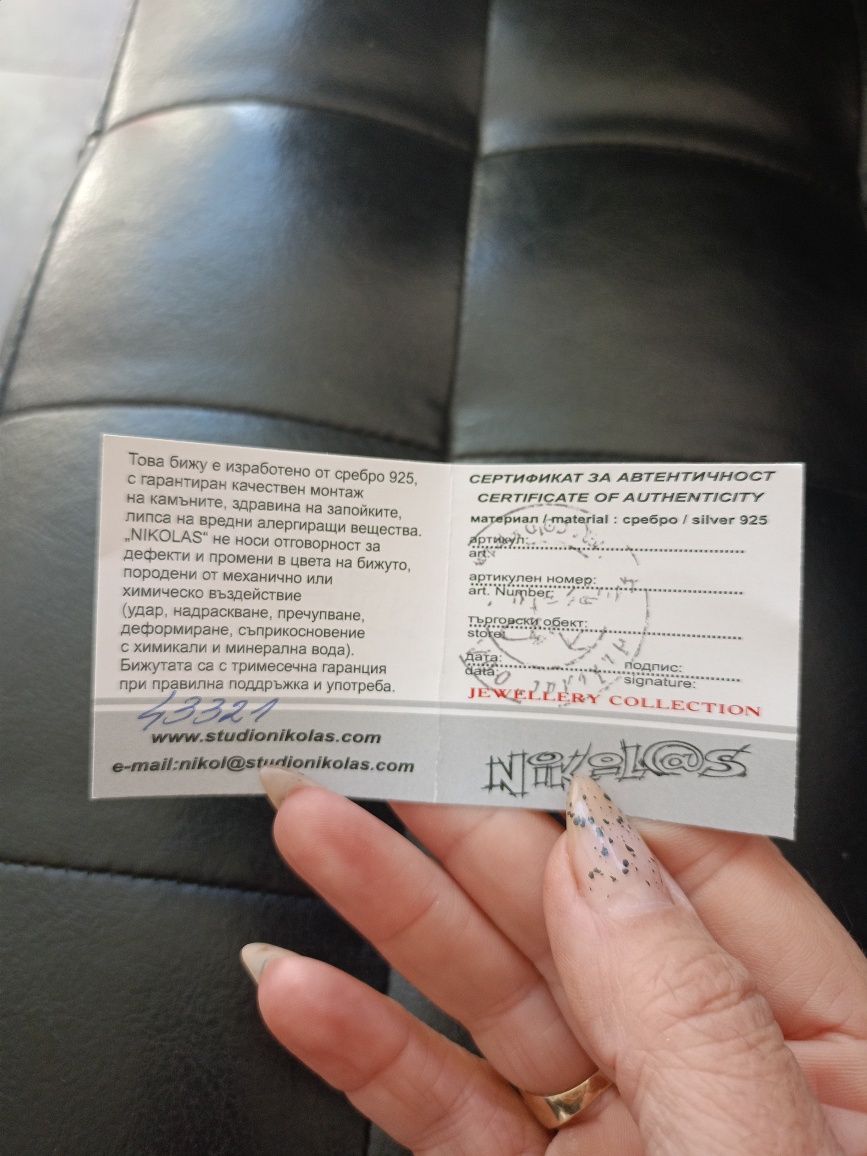 Това бижу е изработено от сребро 925,
с гарантиран качествен монтаж
на камъните, здравина на запойките,
липса на вредни алергиращи вещества.
„NIKOLAS“ не носи отговорност за
дефекти и промени в цвета на бижуто,
породени от механично или
химическо въздействие
(удар, надраскване, пречупване,
деформиране, съприкосновение
с химикали и минерална вода).
Бижутата са с тримесечна гаранция
при правилна поддръжка и употреба.
43321
www.studionikolas.com
e-mail:nikol@studionikolas.com
СЕРТИФИКАТ ЗА АВТЕНТИЧНОСТ
CERTIFICATE OF AUTHENTICITY
материал / material : сребро / silver 925
артикул:
art.:
артикулен номер:
art. Number:
търговски обект:
store:
дата:
data:
подпис:
signature:
JEWELLERY COLLECTION
NiKoL@S